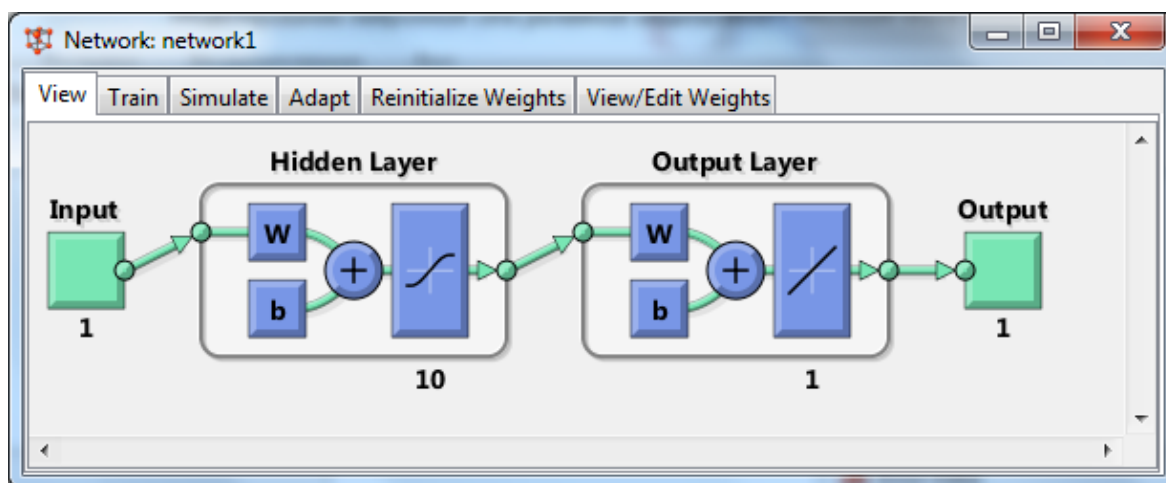 Network: network1
View Train Simulate Adapt Reinitialize Weights View/Edit Weights
Hidden Layer Output Layer
Input Output
W W
b b
1 1
10 1